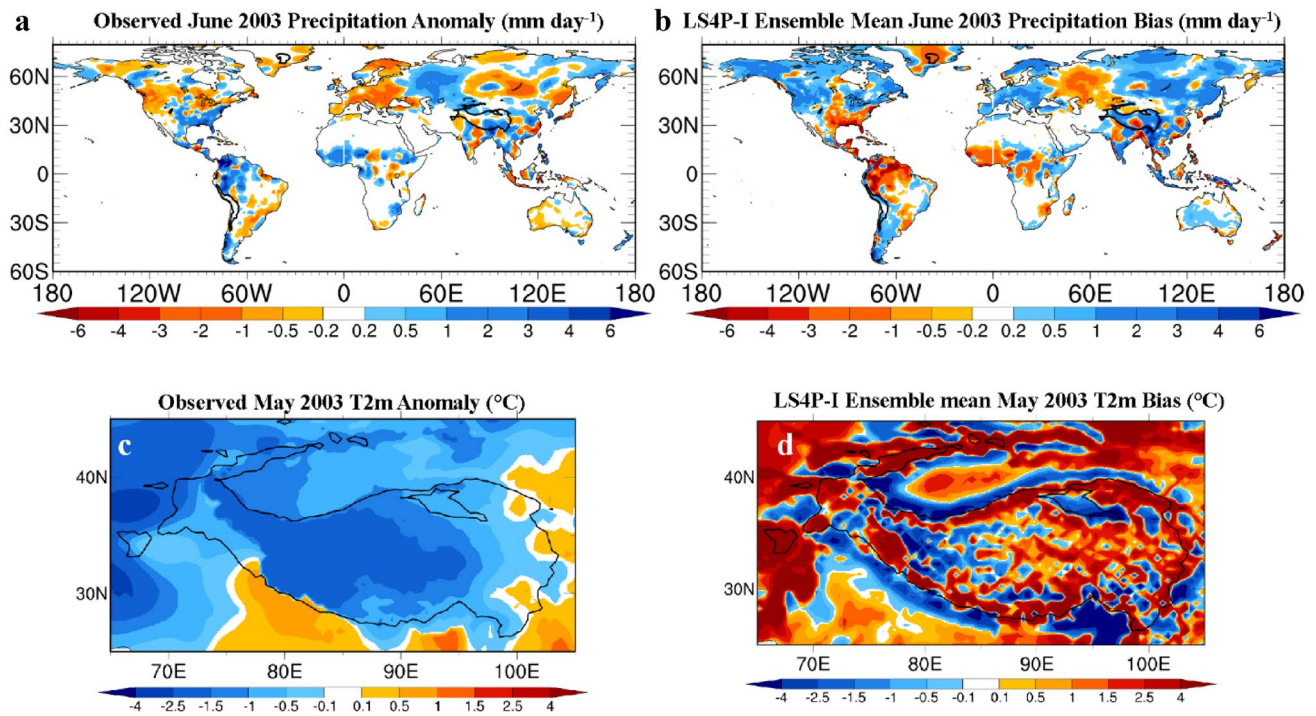 a
Observed June 2003 Precipitation Anomaly (mm day⁻¹)
60N
30N
0
30S
60S
180 120W 60W 0 60E 120E 180
-6 -4 -3 -2 -1 -0.5 -0.2 0.2 0.5 1 2 3 4 6
b
LS4P-I Ensemble Mean June 2003 Precipitation Bias (mm day⁻¹)
60N
30N
0
30S
60S
180 120W 60W 0 60E 120E 180
-6 -4 -3 -2 -1 -0.5 -0.2 0.2 0.5 1 2 3 4 6
Observed May 2003 T2m Anomaly (°C)
c
40N
30N
70E 80E 90E 100E
-4 -2.5 -1.5 -1 -0.5 -0.1 0.1 0.5 1 1.5 2.5 4
LS4P-I Ensemble mean May 2003 T2m Bias (°C)
d
40N
30N
70E 80E 90E 100E
-4 -2.5 -1.5 -1 -0.5 -0.1 0.1 0.5 1 1.5 2.5 4